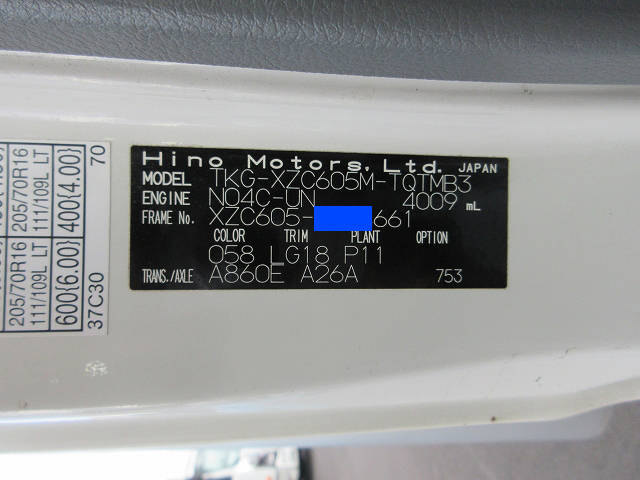 Hino Motors, Ltd. JAPAN
MODEL TKG-XZC605M-TQTMB3
ENGINE N04C-UN 4009 mL
FRAME No. XZC605- 661
COLOR TRIM PLANT OPTION
058 LG18 P11
TRANS./AXLE A860E A26A 753
205/70R16 205/70R16
111/109L LT 111/109L LT
600(6.00) 400(4.00)
37C30 70